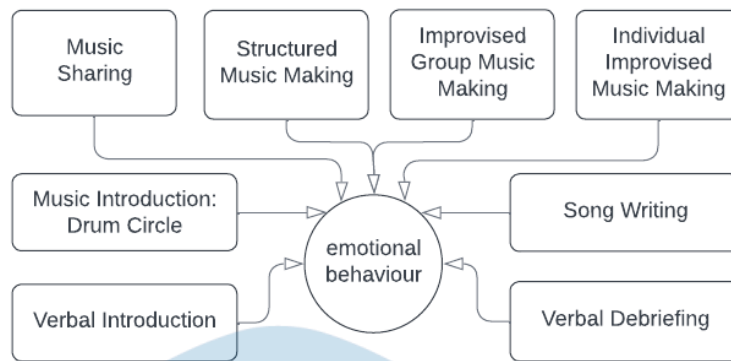 Music
Sharing
Structured
Music Making
Improvised
Group Music
Making
Individual
Improvised
Music Making
Music Introduction:
Drum Circle
Song Writing
emotional
behaviour
Verbal Introduction
Verbal Debriefing